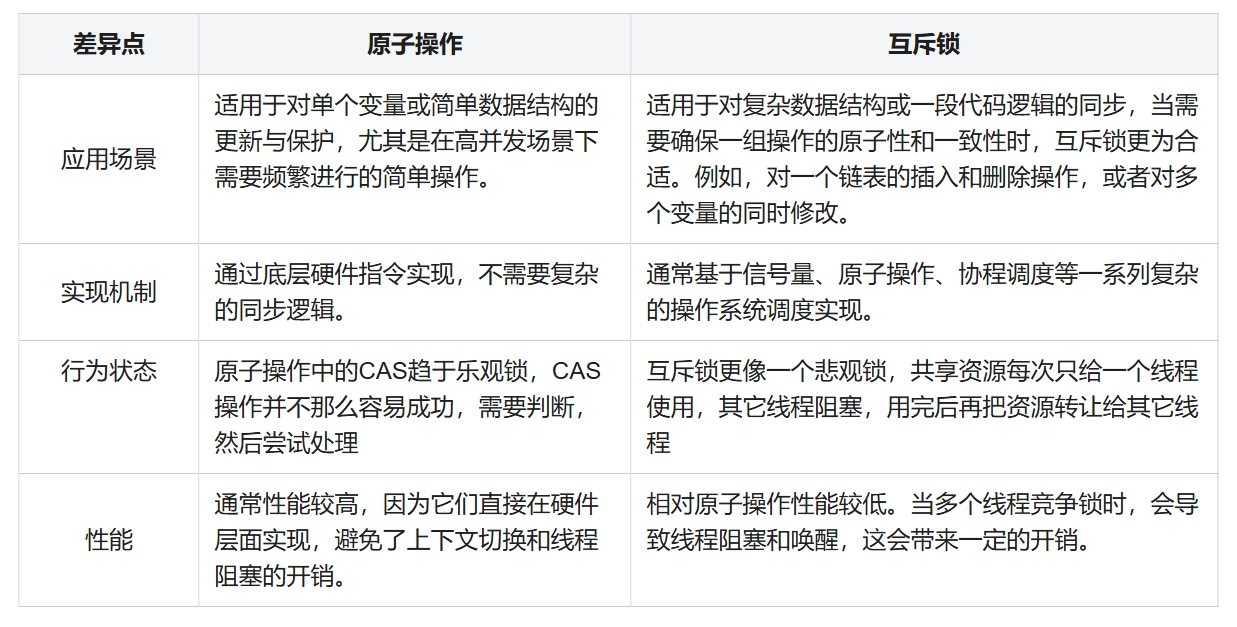 差异点
原子操作
互斥锁
应用场景
适用于对单个变量或简单数据结构的
更新与保护，尤其是在高并发场景下
需要频繁进行的简单操作。
适用于对复杂数据结构或一段代码逻辑的同步，当需
要确保一组操作的原子性和一致性时，互斥锁更为合
适。例如，对一个链表的插入和删除操作，或者对多
个变量的同时修改。
实现机制
通过底层硬件指令实现，不需要复杂
的同步逻辑。
通常基于信号量、原子操作、协程调度等一系列复杂
的操作系统调度实现。
行为状态
原子操作中的CAS趋于乐观锁，CAS
操作并不那么容易成功，需要判断，
然后尝试处理
互斥锁更像一个悲观锁，共享资源每次只给一个线程
使用，其它线程阻塞，用完后再把资源转让给其它线
程
性能
通常性能较高，因为它们直接在硬件
层面实现，避免了上下文切换和线程
阻塞的开销。
相对原子操作性能较低。当多个线程竞争锁时，会导
致线程阻塞和唤醒，这会带来一定的开销。